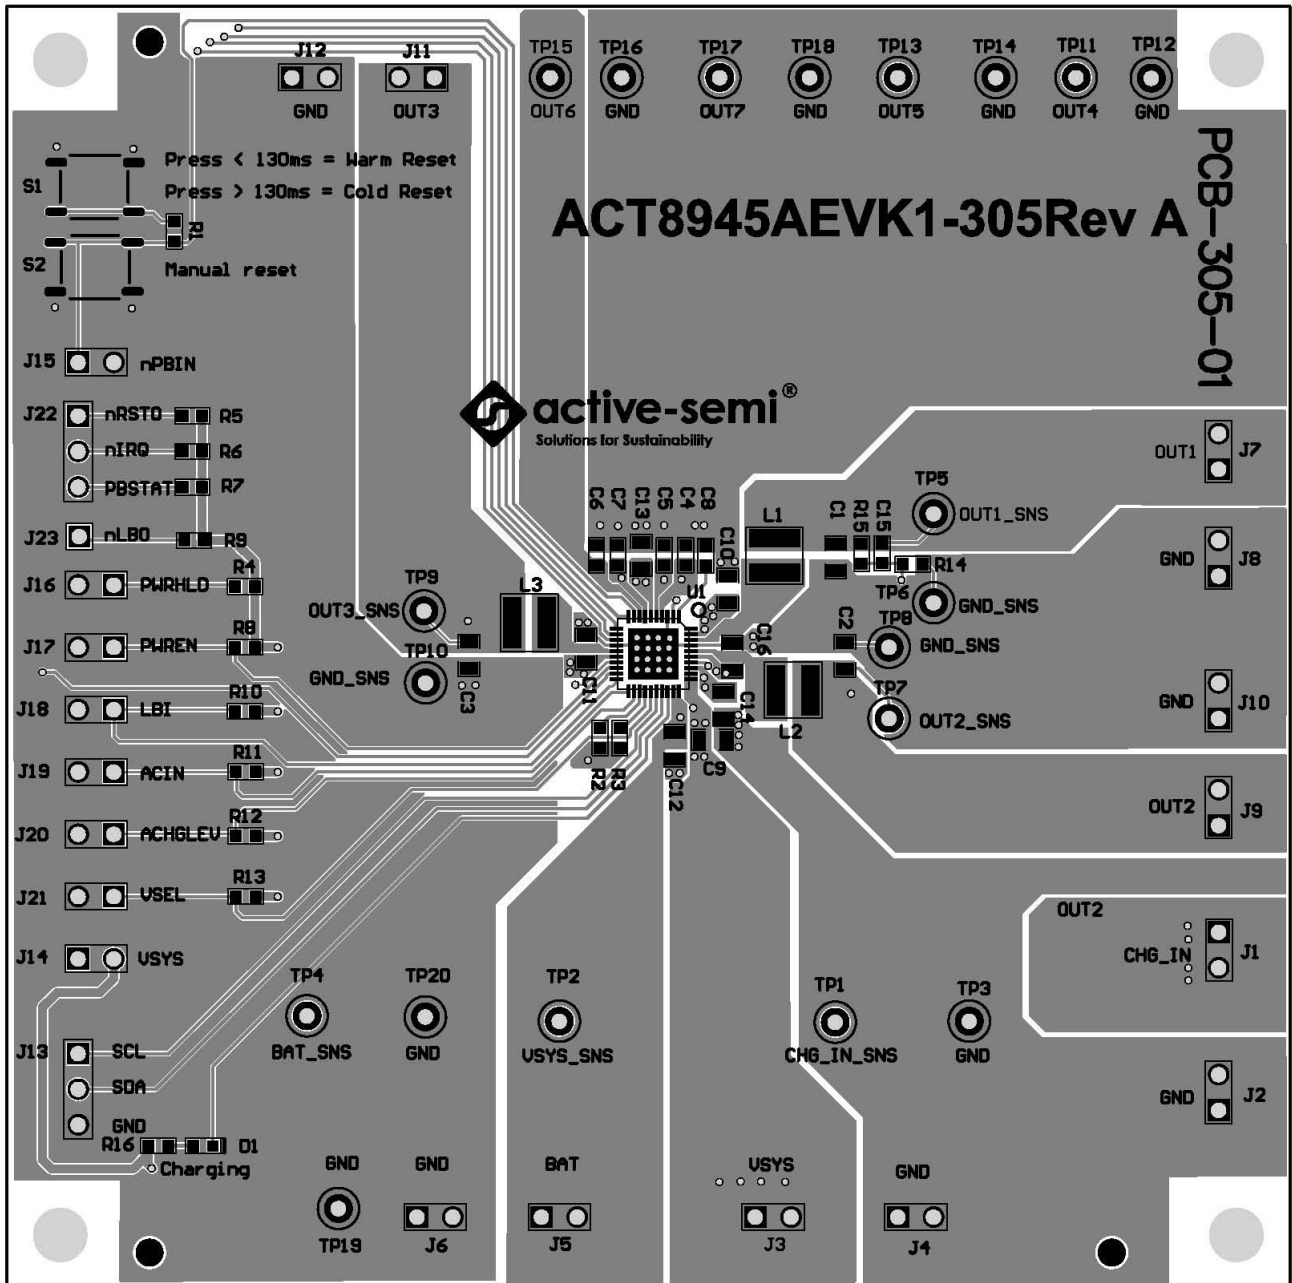 J12
J11
TP15
TP16
TP17
TP18
TP13
TP14
TP11
TP12
GND
OUT3
OUT6
GND
OUT7
GND
OUT5
GND
OUT4
GND
S1
Press < 130ms = Warm Reset
Press > 130ms = Cold Reset
R1
S2
Manual reset
ACT8945AEVK1-305Rev A
PCB-305-01
J15
nPBIN
J22
nRSTO
R5
nIRQ
R6
PBSTAT
R7
J23
nLBO
R9
active-semi®
Solutions for Sustainability
OUT1
J7
TP5
OUT1_SNS
C6
C7
C13
C5
C4
C8
C10
L1
C1
R15
C15
R14
GND
J8
J16
PWRHLD
R4
TP9
OUT3_SNS
L3
U1
TP6
GND_SNS
J17
PWREN
R8
TP10
GND_SNS
C3
C11
C16
C2
TP8
GND_SNS
J18
LBI
R10
TP7
OUT2_SNS
GND
J10
C14
L2
J19
ACIN
R11
R2
R3
C12
C9
J20
ACHGLEV
R12
OUT2
J9
J21
VSEL
R13
OUT2
J14
VSYS
CHG_IN
J1
TP4
BAT_SNS
TP20
GND
TP2
VSYS_SNS
TP1
CHG_IN_SNS
TP3
GND
J13
SCL
SDA
GND
GND
J2
R16
D1
Charging
GND
TP19
GND
J6
BAT
J5
VSYS
J3
GND
J4